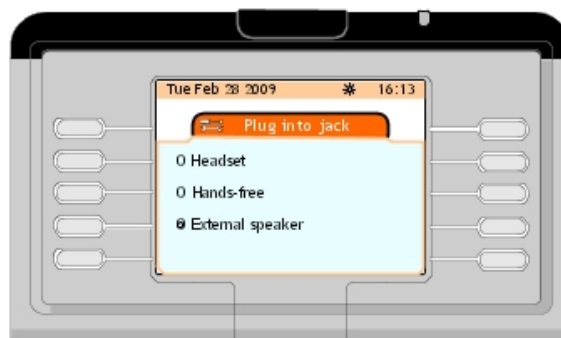 Tue Feb 28 2009 16:13
Plug into jack
O Headset
O Hands-free
External speaker